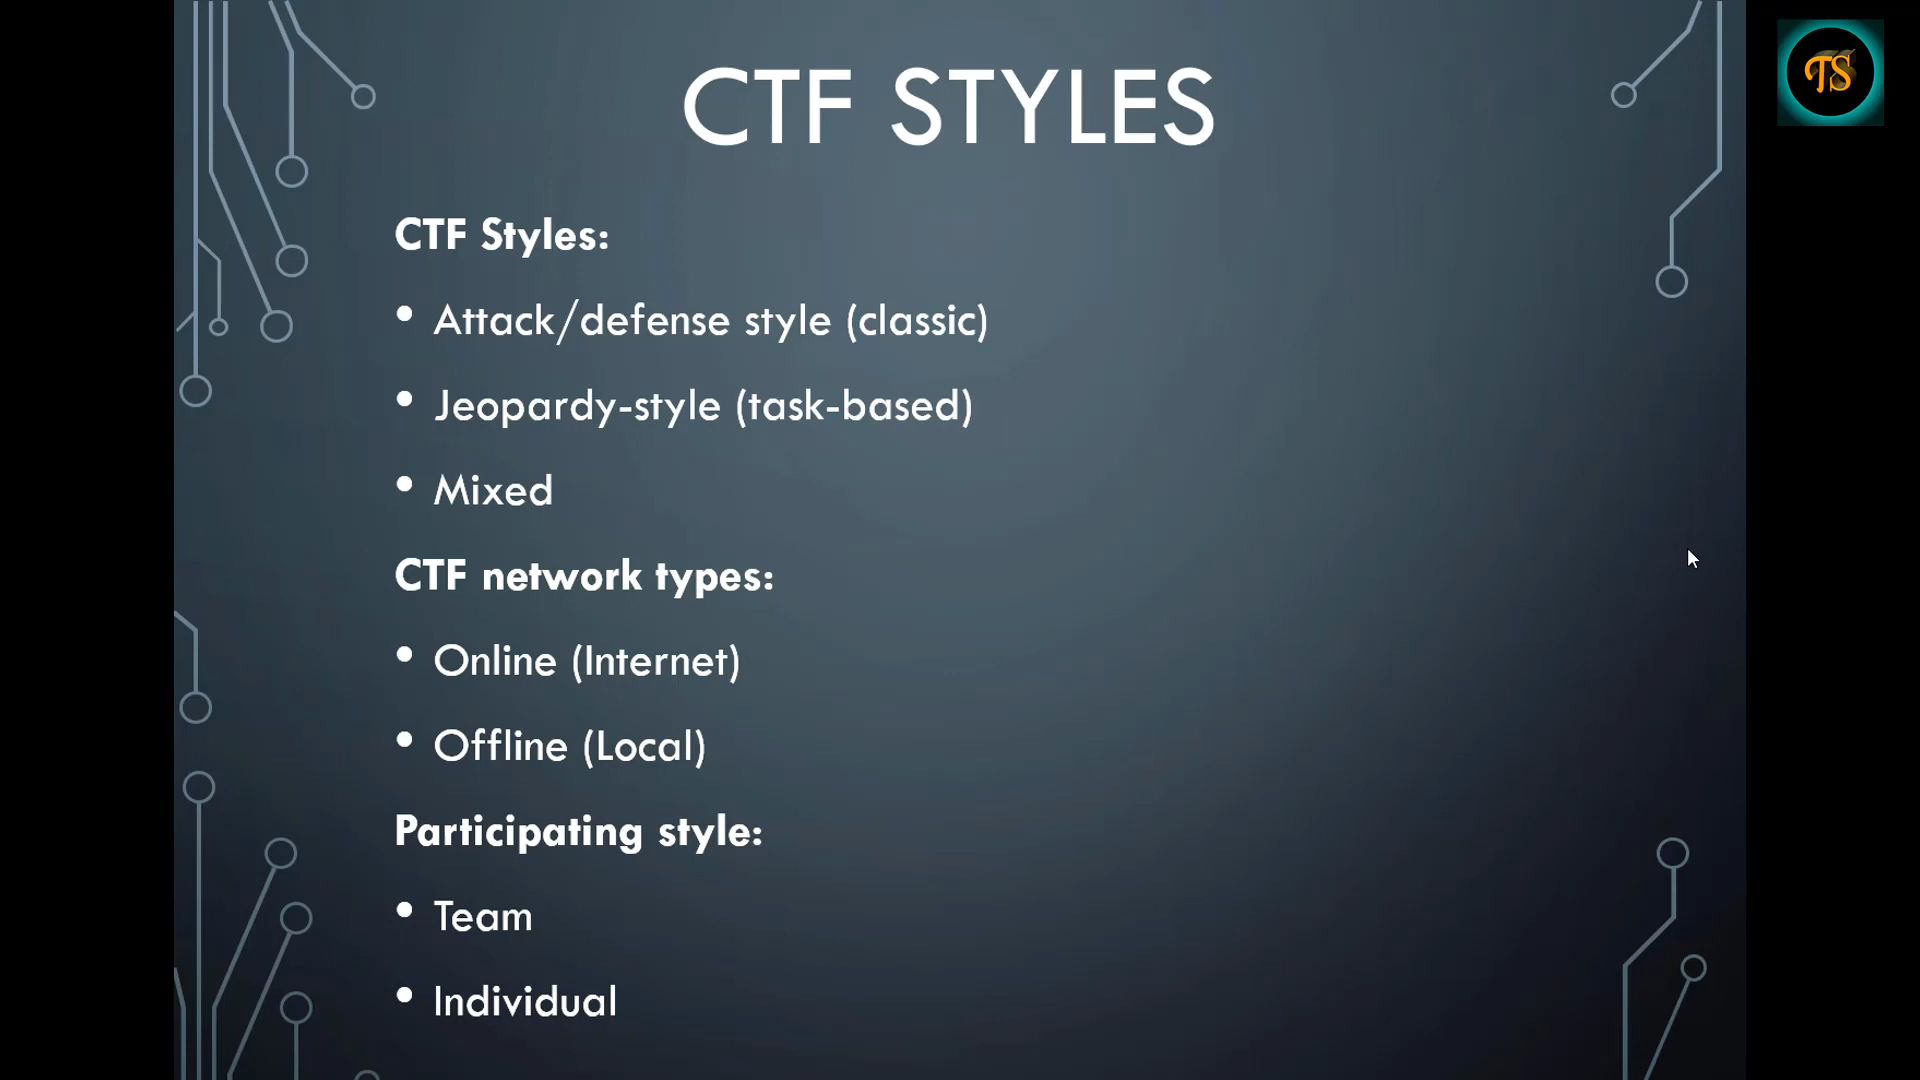 CTF STYLES
TS
CTF Styles:
• Attack/defense style (classic)
• Jeopardy-style (task-based)
• Mixed
CTF network types:
• Online (Internet)
• Offline (Local)
Participating style:
• Team
• Individual